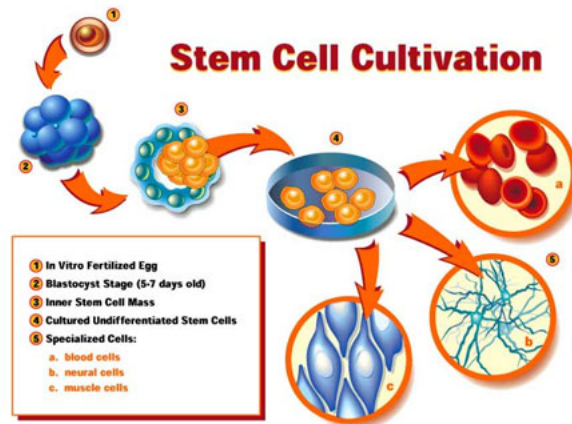 1
Stem Cell Cultivation
2
3
4
a
5
b
c
1 In Vitro Fertilized Egg
2 Blastocyst Stage (5-7 days old)
3 Inner Stem Cell Mass
4 Cultured Undifferentiated Stem Cells
5 Specialized Cells:
a. blood cells
b. neural cells
c. muscle cells